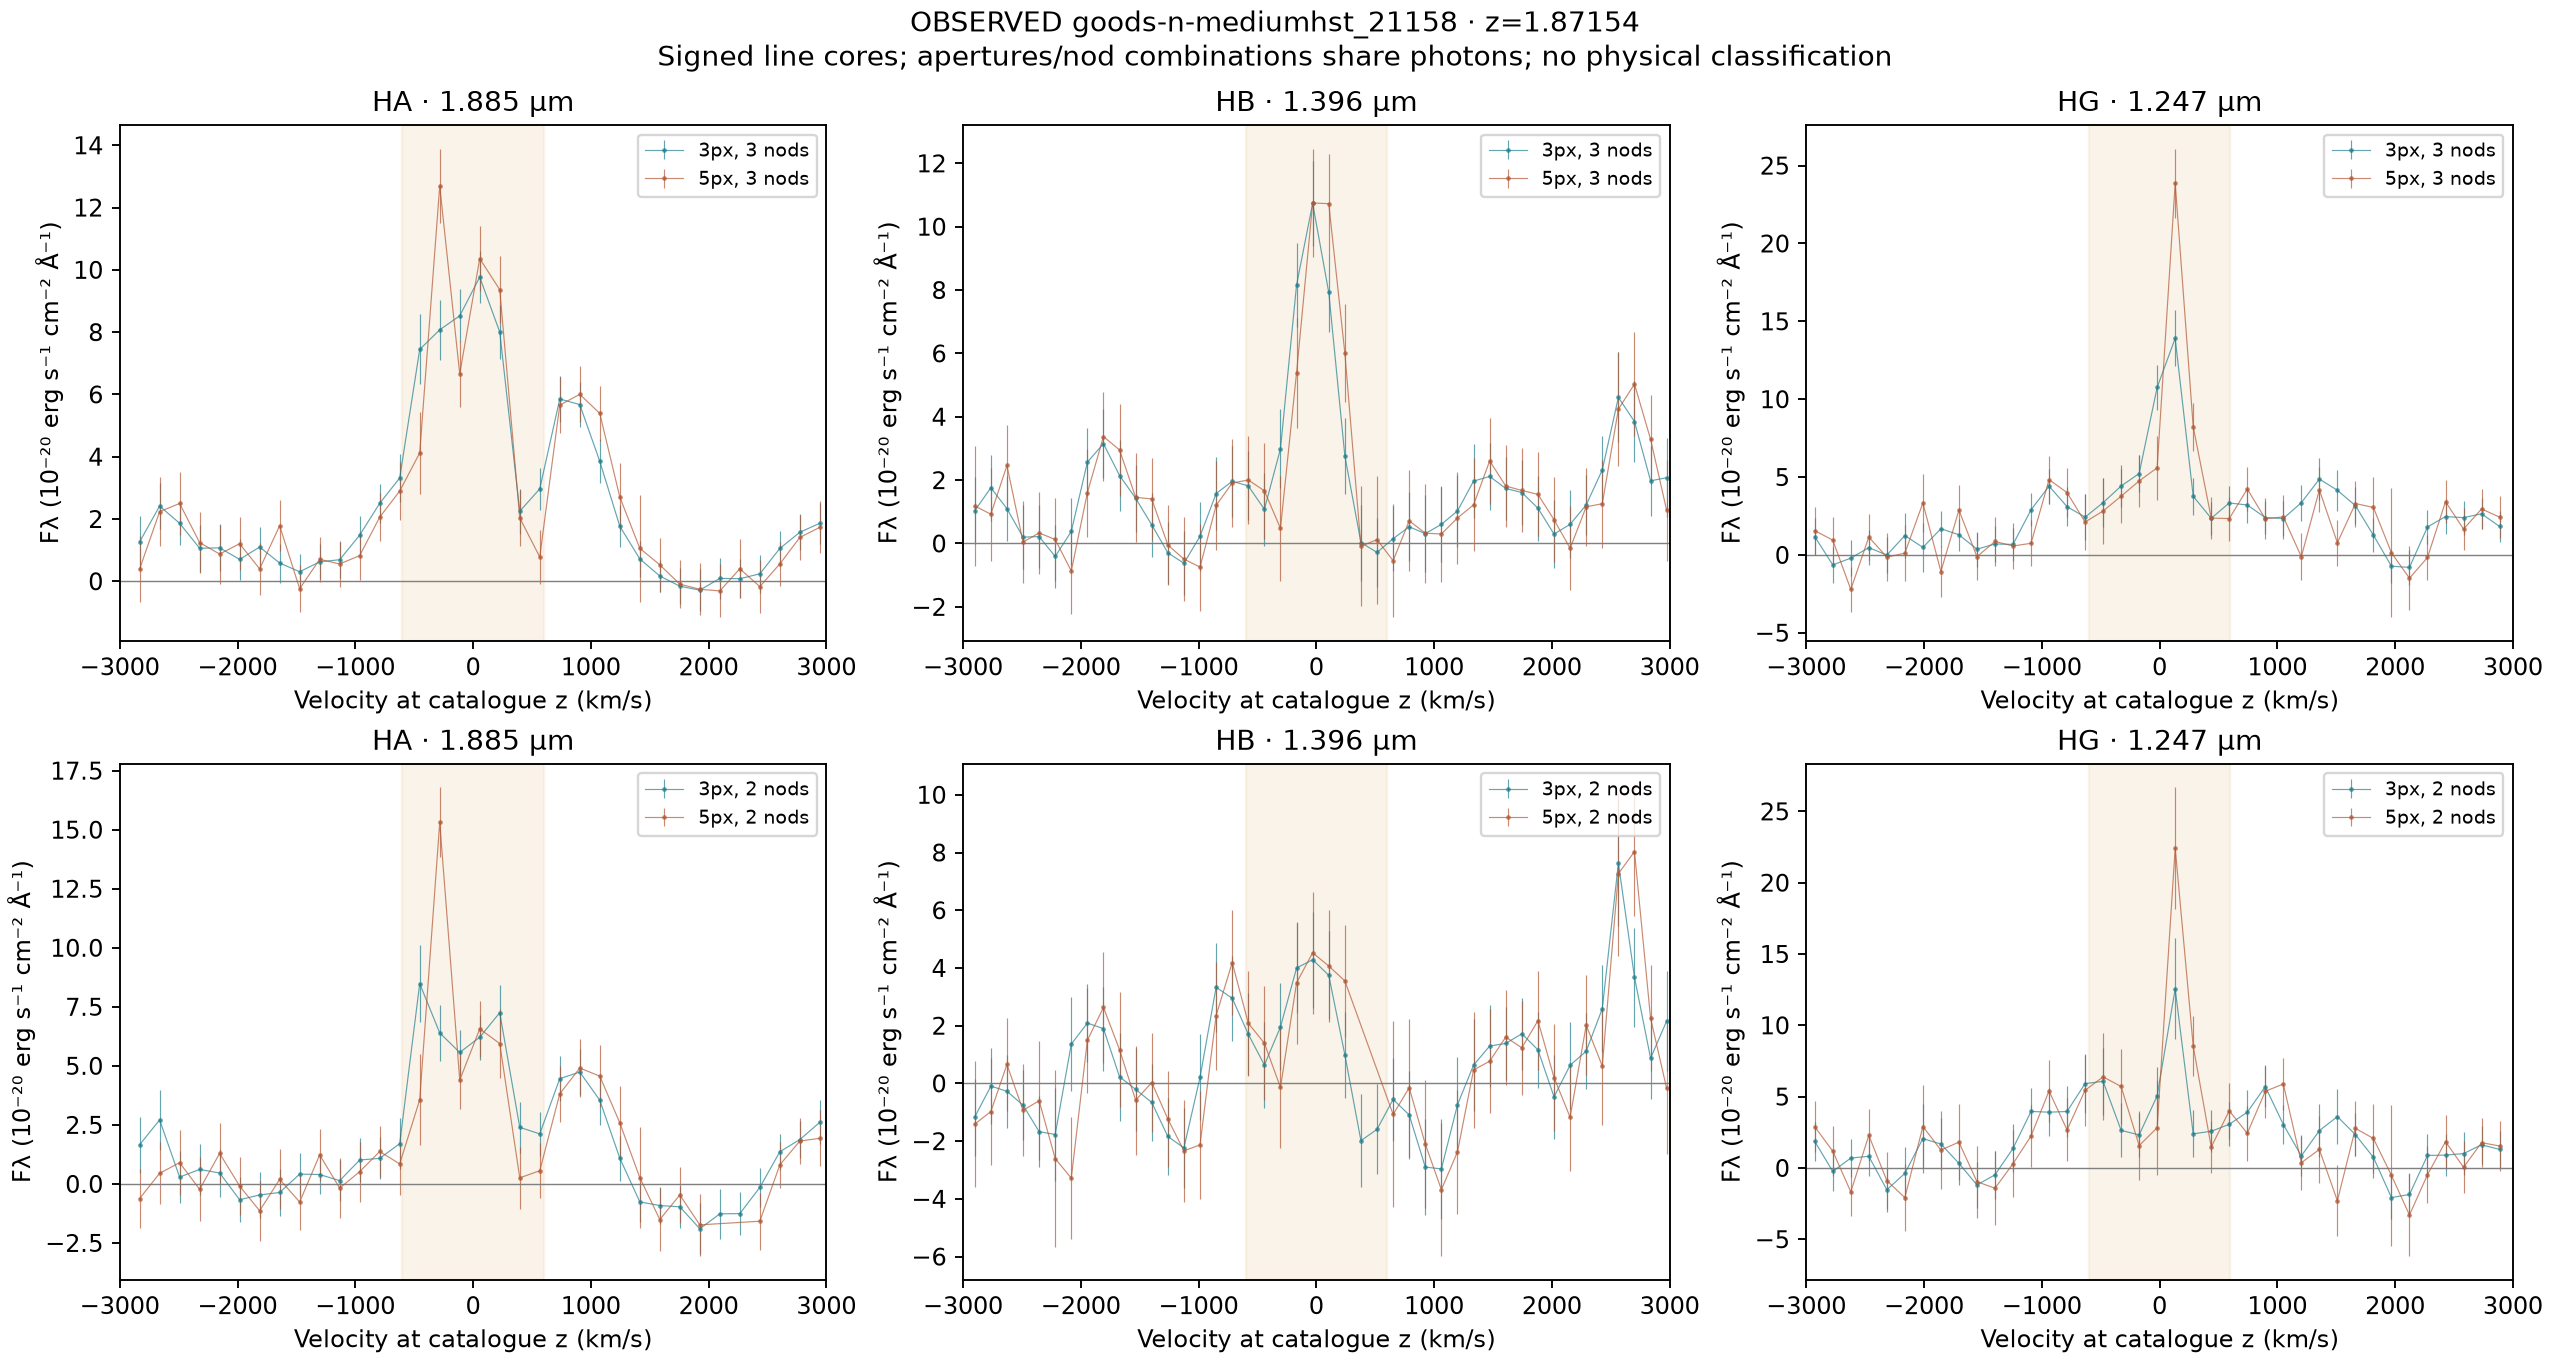 OBSERVED goods-n-mediumhst_21158 · z=1.87154
Signed line cores; apertures/nod combinations share photons; no physical classification
HA · 1.885 µm
14
12
10
8
6
4
2
0
Fλ (10⁻²⁰ erg s⁻¹ cm⁻² Å⁻¹)
3px, 3 nods
5px, 3 nods
−3000 −2000 −1000 0 1000 2000 3000
Velocity at catalogue z (km/s)
HB · 1.396 µm
12
10
8
6
4
2
0
−2
Fλ (10⁻²⁰ erg s⁻¹ cm⁻² Å⁻¹)
3px, 3 nods
5px, 3 nods
−3000 −2000 −1000 0 1000 2000 3000
Velocity at catalogue z (km/s)
HG · 1.247 µm
25
20
15
10
5
0
−5
Fλ (10⁻²⁰ erg s⁻¹ cm⁻² Å⁻¹)
3px, 3 nods
5px, 3 nods
−3000 −2000 −1000 0 1000 2000 3000
Velocity at catalogue z (km/s)
HA · 1.885 µm
17.5
15.0
12.5
10.0
7.5
5.0
2.5
0.0
−2.5
Fλ (10⁻²⁰ erg s⁻¹ cm⁻² Å⁻¹)
3px, 2 nods
5px, 2 nods
−3000 −2000 −1000 0 1000 2000 3000
Velocity at catalogue z (km/s)
HB · 1.396 µm
10
8
6
4
2
0
−2
−4
−6
Fλ (10⁻²⁰ erg s⁻¹ cm⁻² Å⁻¹)
3px, 2 nods
5px, 2 nods
−3000 −2000 −1000 0 1000 2000 3000
Velocity at catalogue z (km/s)
HG · 1.247 µm
25
20
15
10
5
0
−5
Fλ (10⁻²⁰ erg s⁻¹ cm⁻² Å⁻¹)
3px, 2 nods
5px, 2 nods
−3000 −2000 −1000 0 1000 2000 3000
Velocity at catalogue z (km/s)